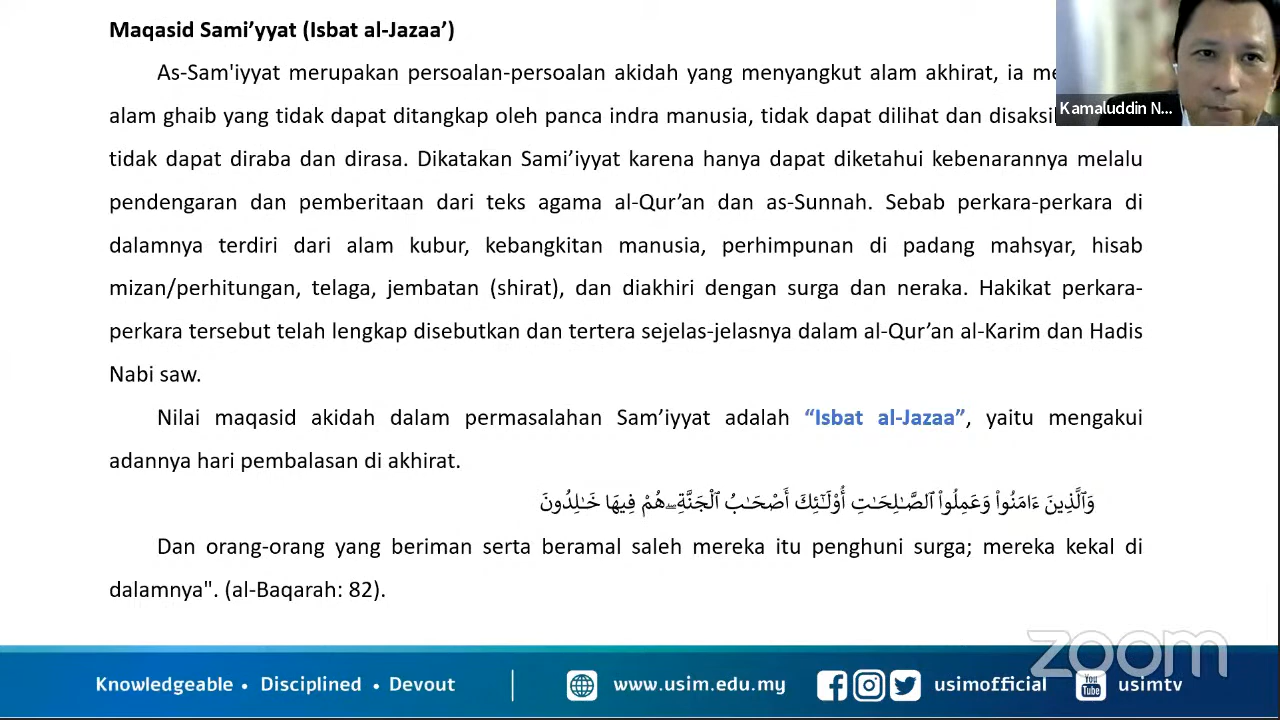 Maqasid Sami’yyat (Isbat al-Jazaa’)
As-Sam'iyyat merupakan persoalan-persoalan akidah yang menyangkut alam akhirat, ia
alam ghaib yang tidak dapat ditangkap oleh panca indra manusia, tidak dapat dilihat dan
Kamaluddin N...
tidak dapat diraba dan dirasa. Dikatakan Sami’iyyat karena hanya dapat diketahui kebenarannya melalu
pendengaran dan pemberitaan dari teks agama al-Qur’an dan as-Sunnah. Sebab perkara-perkara di
dalamnya terdiri dari alam kubur, kebangkitan manusia, perhimpunan di padang mahsyar, hisab
mizan/perhitungan, telaga, jembatan (shirat), dan diakhiri dengan surga dan neraka. Hakikat perkara-
perkara tersebut telah lengkap disebutkan dan tertera sejelas-jelasnya dalam al-Qur’an al-Karim dan Hadis
Nabi saw.
Nilai maqasid akidah dalam permasalahan Sam’iyyat adalah “Isbat al-Jazaa”, yaitu mengakui
adannya hari pembalasan di akhirat.
وَٱلَّذِينَ ءَامَنُوا۟ وَعَمِلُوا۟ ٱلصَّـٰلِحَـٰتِ أُو۟لَـٰٓئِكَ أَصْحَـٰبُ ٱلْجَنَّةِ ۖ هُمْ فِيهَا خَـٰلِدُونَ
Dan orang-orang yang beriman serta beramal saleh mereka itu penghuni surga; mereka kekal di
dalamnya". (al-Baqarah: 82).
zoom
Knowledgeable • Disciplined • Devout | www.usim.edu.my usimofficial You Tube usimtv